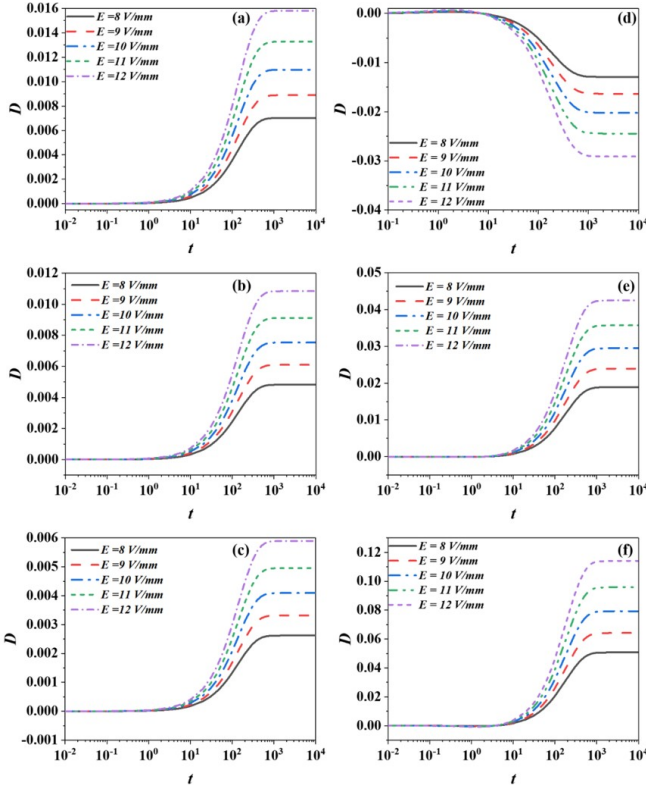 0.016
0.014
0.012
0.010
0.008
0.006
0.004
0.002
0.000
D
E =8 V/mm
E =9 V/mm
E =10 V/mm
E =11 V/mm
E =12 V/mm
(a)
10-2 10-1 100 101 102 103 104
t
0.00
-0.01
-0.02
-0.03
-0.04
D
(d)
E = 8 V/mm
E = 9 V/mm
E = 10 V/mm
E = 11 V/mm
E = 12 V/mm
10-1 100 101 102 103 104
t
0.012
0.010
0.008
0.006
0.004
0.002
0.000
D
E =8 V/mm
E =9 V/mm
E =10 V/mm
E =11 V/mm
E =12 V/mm
(b)
10-2 10-1 100 101 102 103 104
t
0.05
0.04
0.03
0.02
0.01
0.00
D
E = 8 V/mm
E = 9 V/mm
E = 10 V/mm
E = 11 V/mm
E = 12 V/mm
(e)
10-2 10-1 100 101 102 103 104
t
0.006
0.005
0.004
0.003
0.002
0.001
0.000
-0.001
D
E =8 V/mm
E =9 V/mm
E =10 V/mm
E =11 V/mm
E =12 V/mm
(c)
10-2 10-1 100 101 102 103 104
t
0.12
0.10
0.08
0.06
0.04
0.02
0.00
D
E = 8 V/mm
E = 9 V/mm
E = 10 V/mm
E = 11 V/mm
E = 12 V/mm
(f)
10-2 10-1 100 101 102 103 104
t